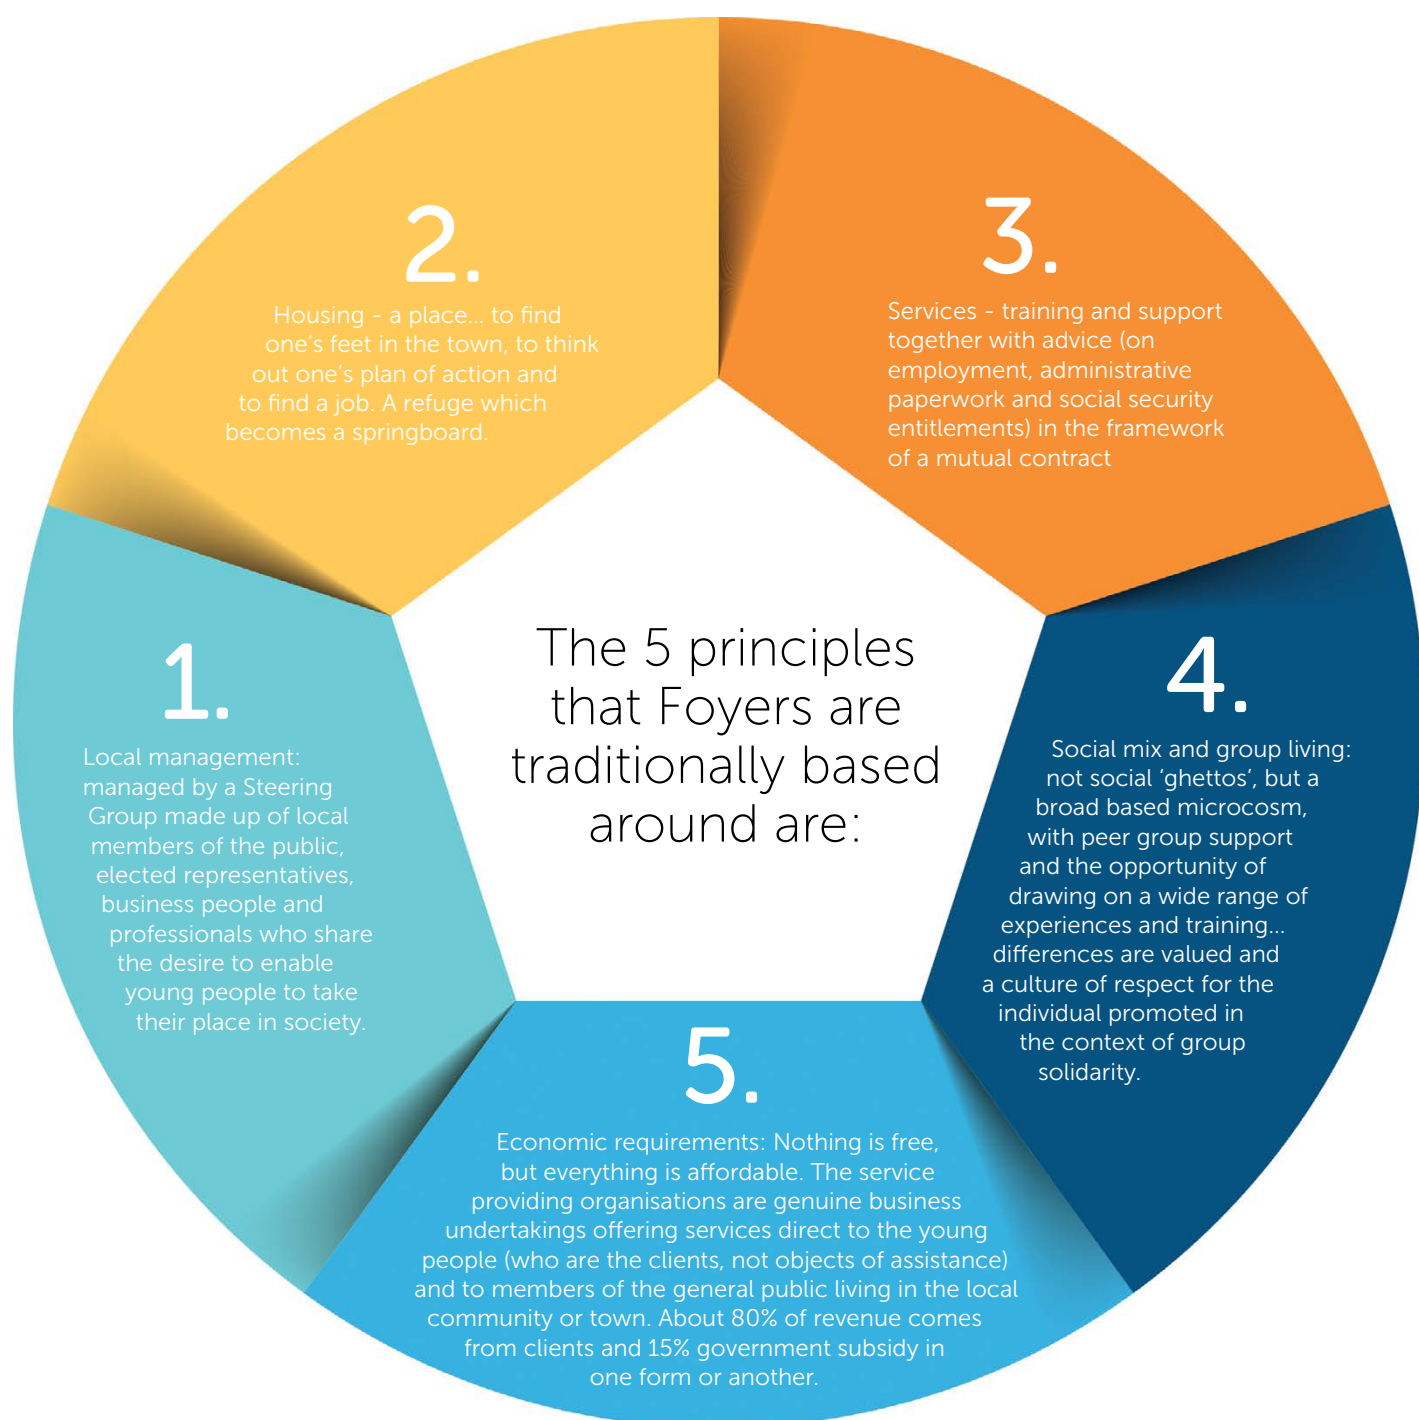 The 5 principles
that Foyers are
traditionally based
around are:
1.
Local management:
managed by a Steering
Group made up of local
members of the public,
elected representatives,
business people and
professionals who share
the desire to enable
young people to take
their place in society.
2.
Housing - a place... to find
one's feet in the town, to think
out one's plan of action and
to find a job. A refuge which
becomes a springboard.
3.
Services - training and support
together with advice (on
employment, administrative
paperwork and social security
entitlements) in the framework
of a mutual contract
4.
Social mix and group living:
not social ‘ghettos’, but a
broad based microcosm,
with peer group support
and the opportunity of
drawing on a wide range of
experiences and training...
differences are valued and
a culture of respect for the
individual promoted in
the context of group
solidarity.
5.
Economic requirements: Nothing is free,
but everything is affordable. The service
providing organisations are genuine business
undertakings offering services direct to the young
people (who are the clients, not objects of assistance)
and to members of the general public living in the local
community or town. About 80% of revenue comes
from clients and 15% government subsidy in
one form or another.